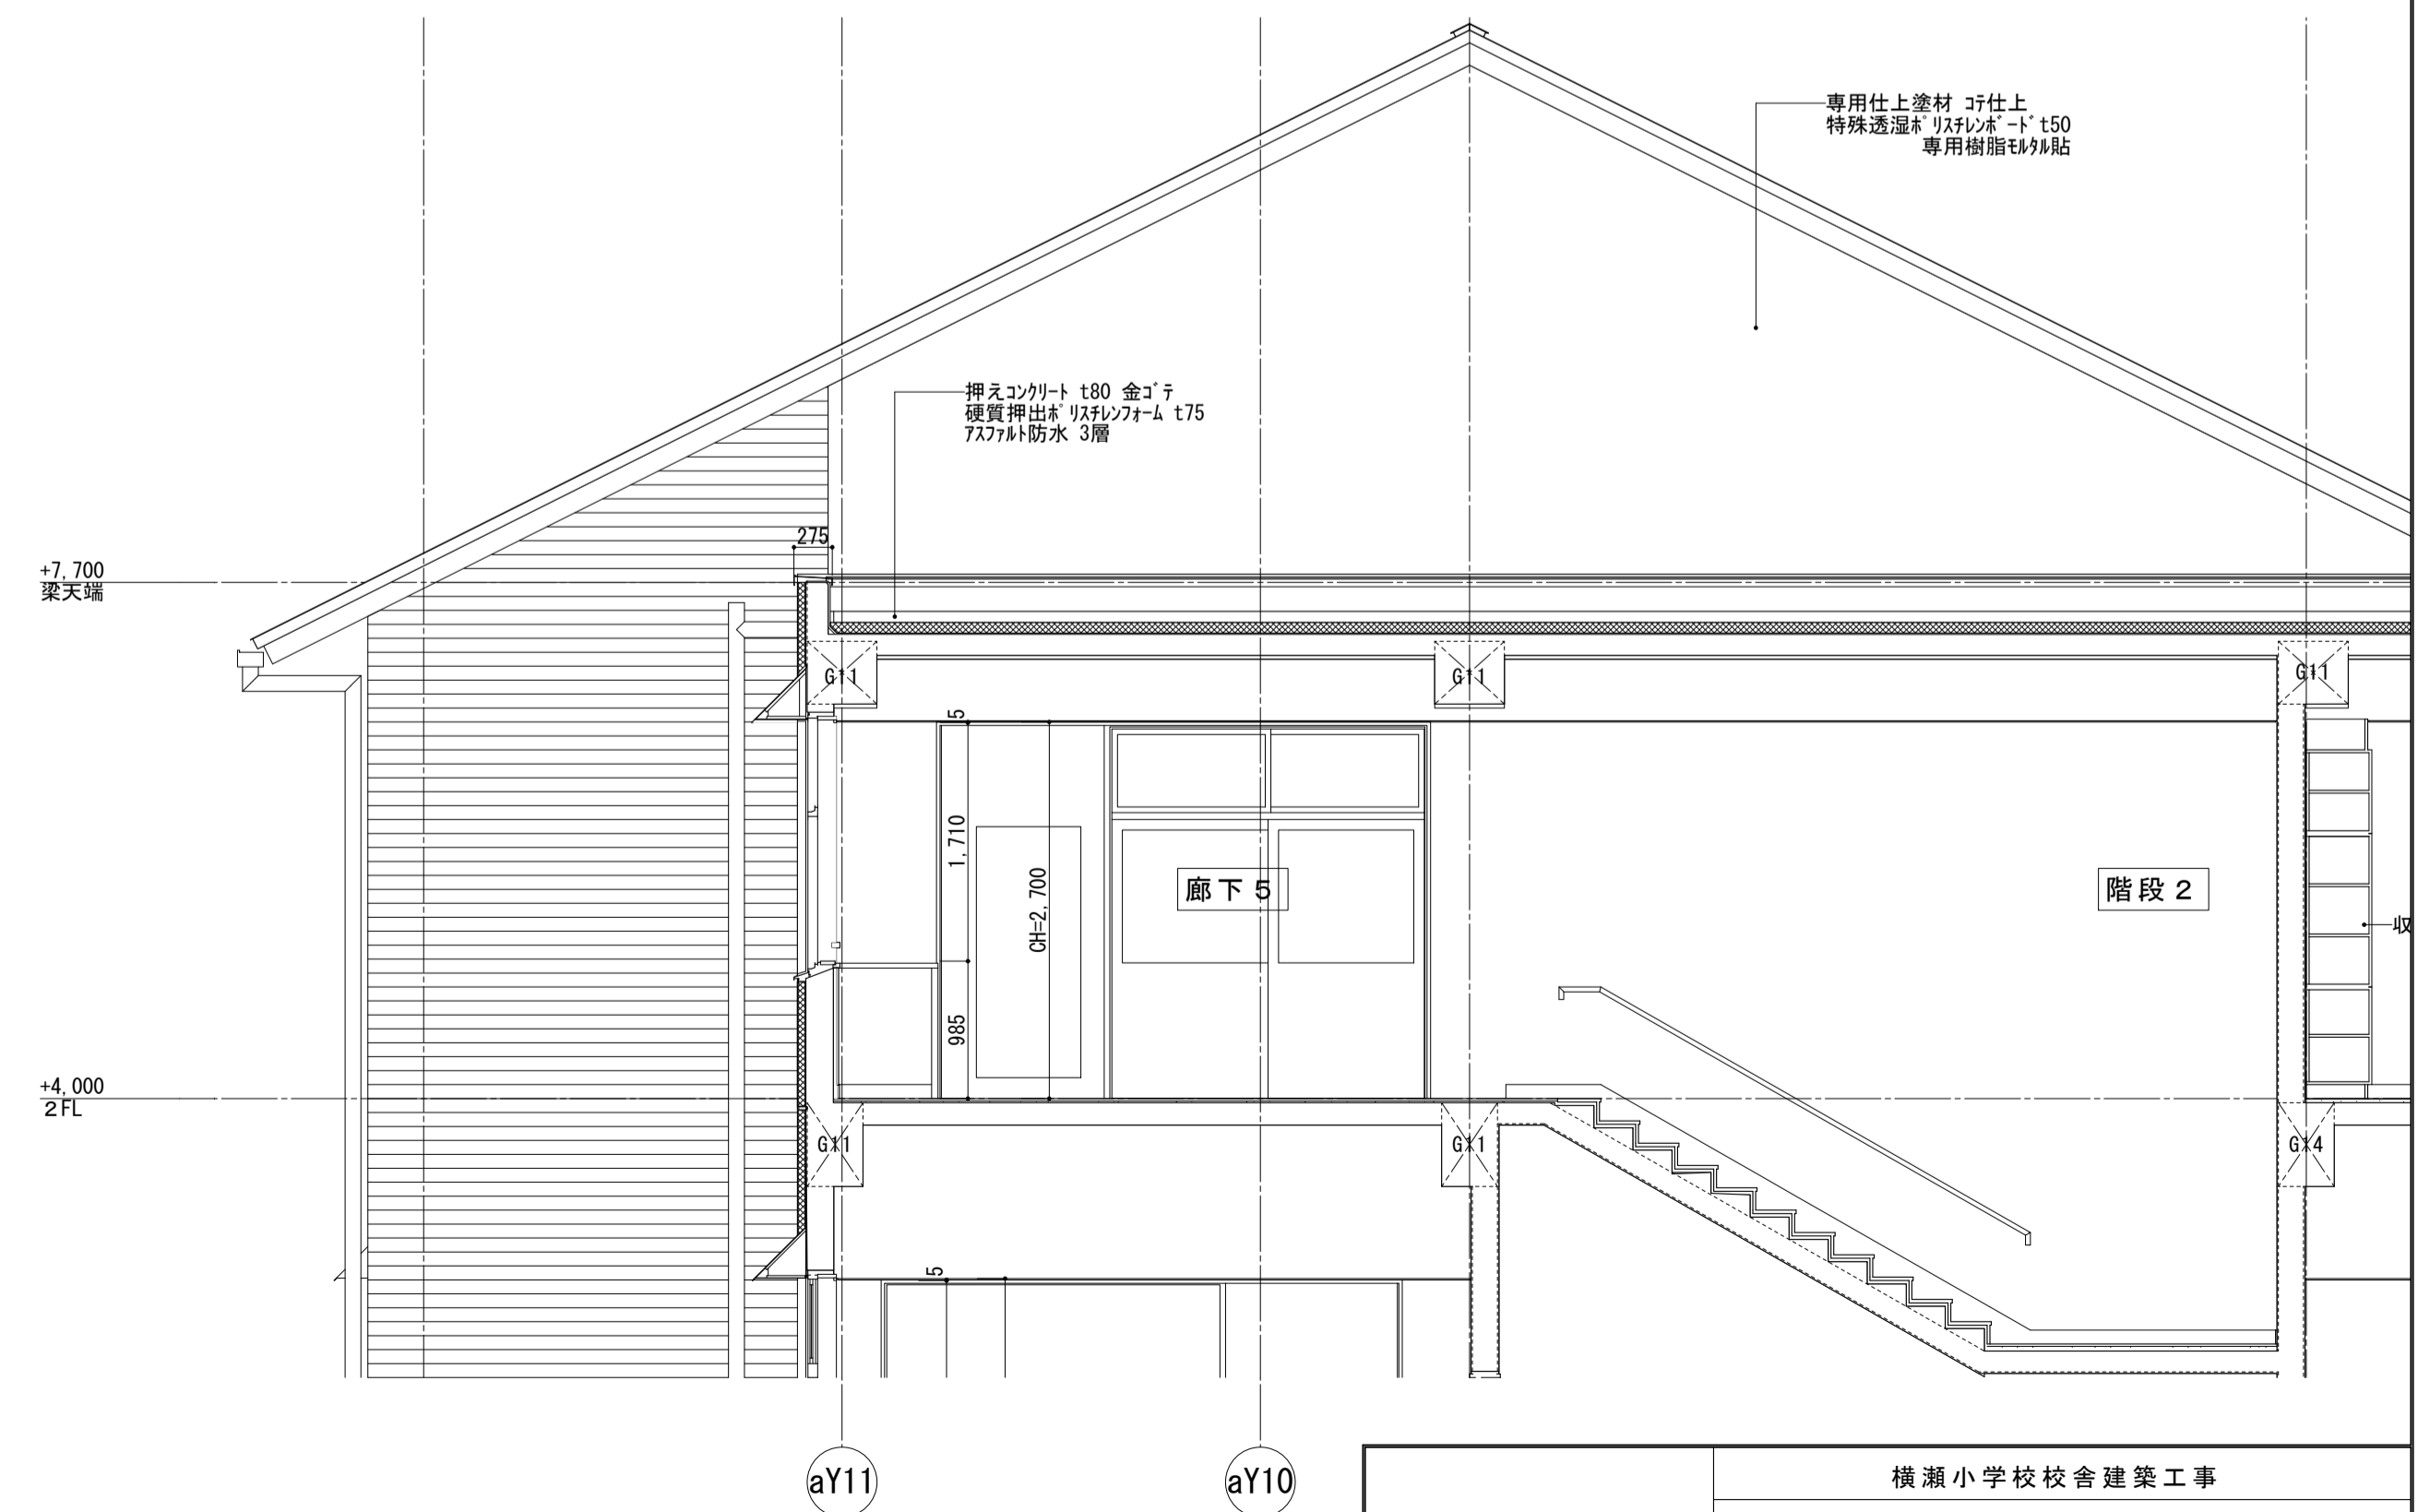 専用仕上塗材 ｺﾃ仕上
特殊透湿ﾎﾟﾘｽﾁﾚﾝﾎﾞｰﾄﾞt50
専用樹脂ﾓﾙﾀﾙ貼
押えｺﾝｸﾘｰﾄ t80 金ｺﾞﾃ
硬質押出ﾎﾟﾘｽﾁﾚﾝﾌｫｰﾑ t75
ｱｽﾌｧﾙﾄ防水 3層
275
+7,700
梁天端
G11
G11
G11
5
1,710
CH=2,700
廊下5
階段2
収
985
+4,000
2FL
G11
G11
G14
5
aY11
aY10
横瀬小学校校舎建築工事